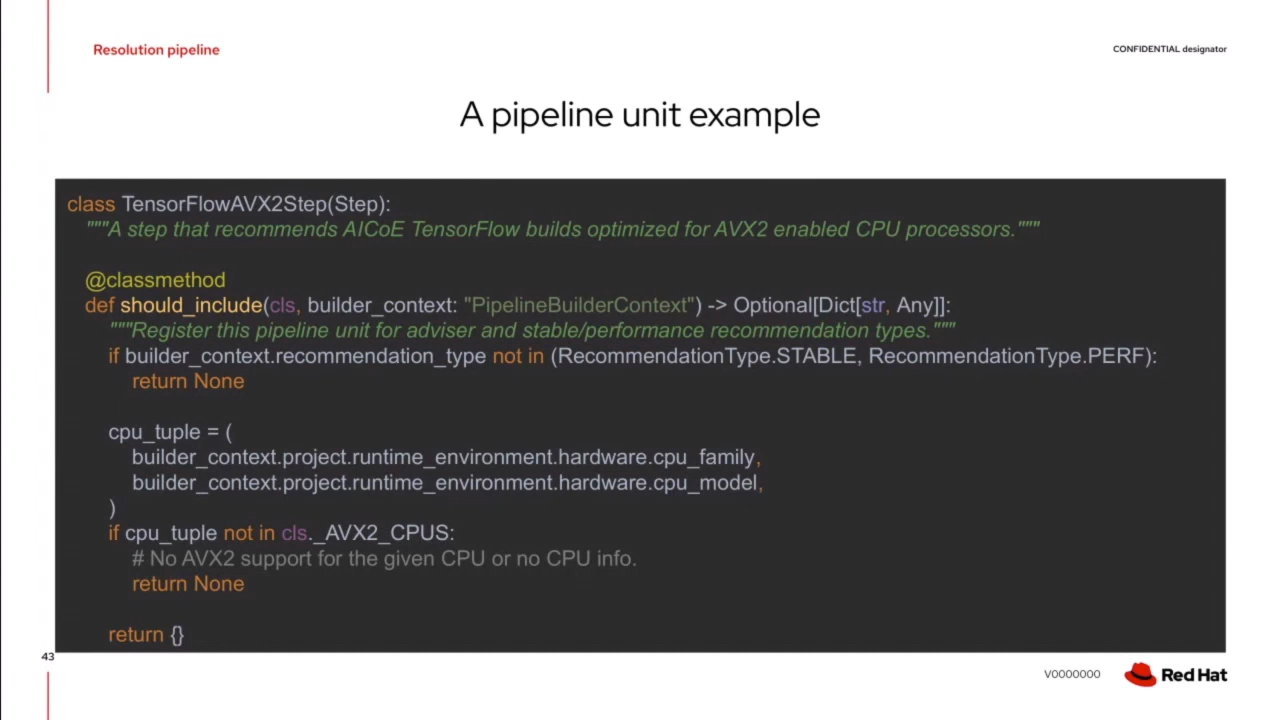 Resolution pipeline
CONFIDENTIAL designator
A pipeline unit example
class TensorFlowAVX2Step(Step):
"""A step that recommends AICoE TensorFlow builds optimized for AVX2 enabled CPU processors."""
@classmethod
def should_include(cls, builder_context: "PipelineBuilderContext") -> Optional[Dict[str, Any]]:
"""Register this pipeline unit for adviser and stable/performance recommendation types."""
if builder_context.recommendation_type not in (RecommendationType.STABLE, RecommendationType.PERF):
return None
cpu_tuple = (
builder_context.project.runtime_environment.hardware.cpu_family,
builder_context.project.runtime_environment.hardware.cpu_model,
)
if cpu_tuple not in cls._AVX2_CPUS:
# No AVX2 support for the given CPU or no CPU info.
return None
return {}
43
V0000000
Red Hat